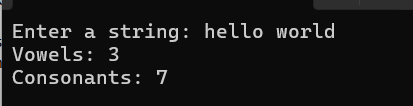 Enter a string: hello world
Vowels: 3
Consonants: 7